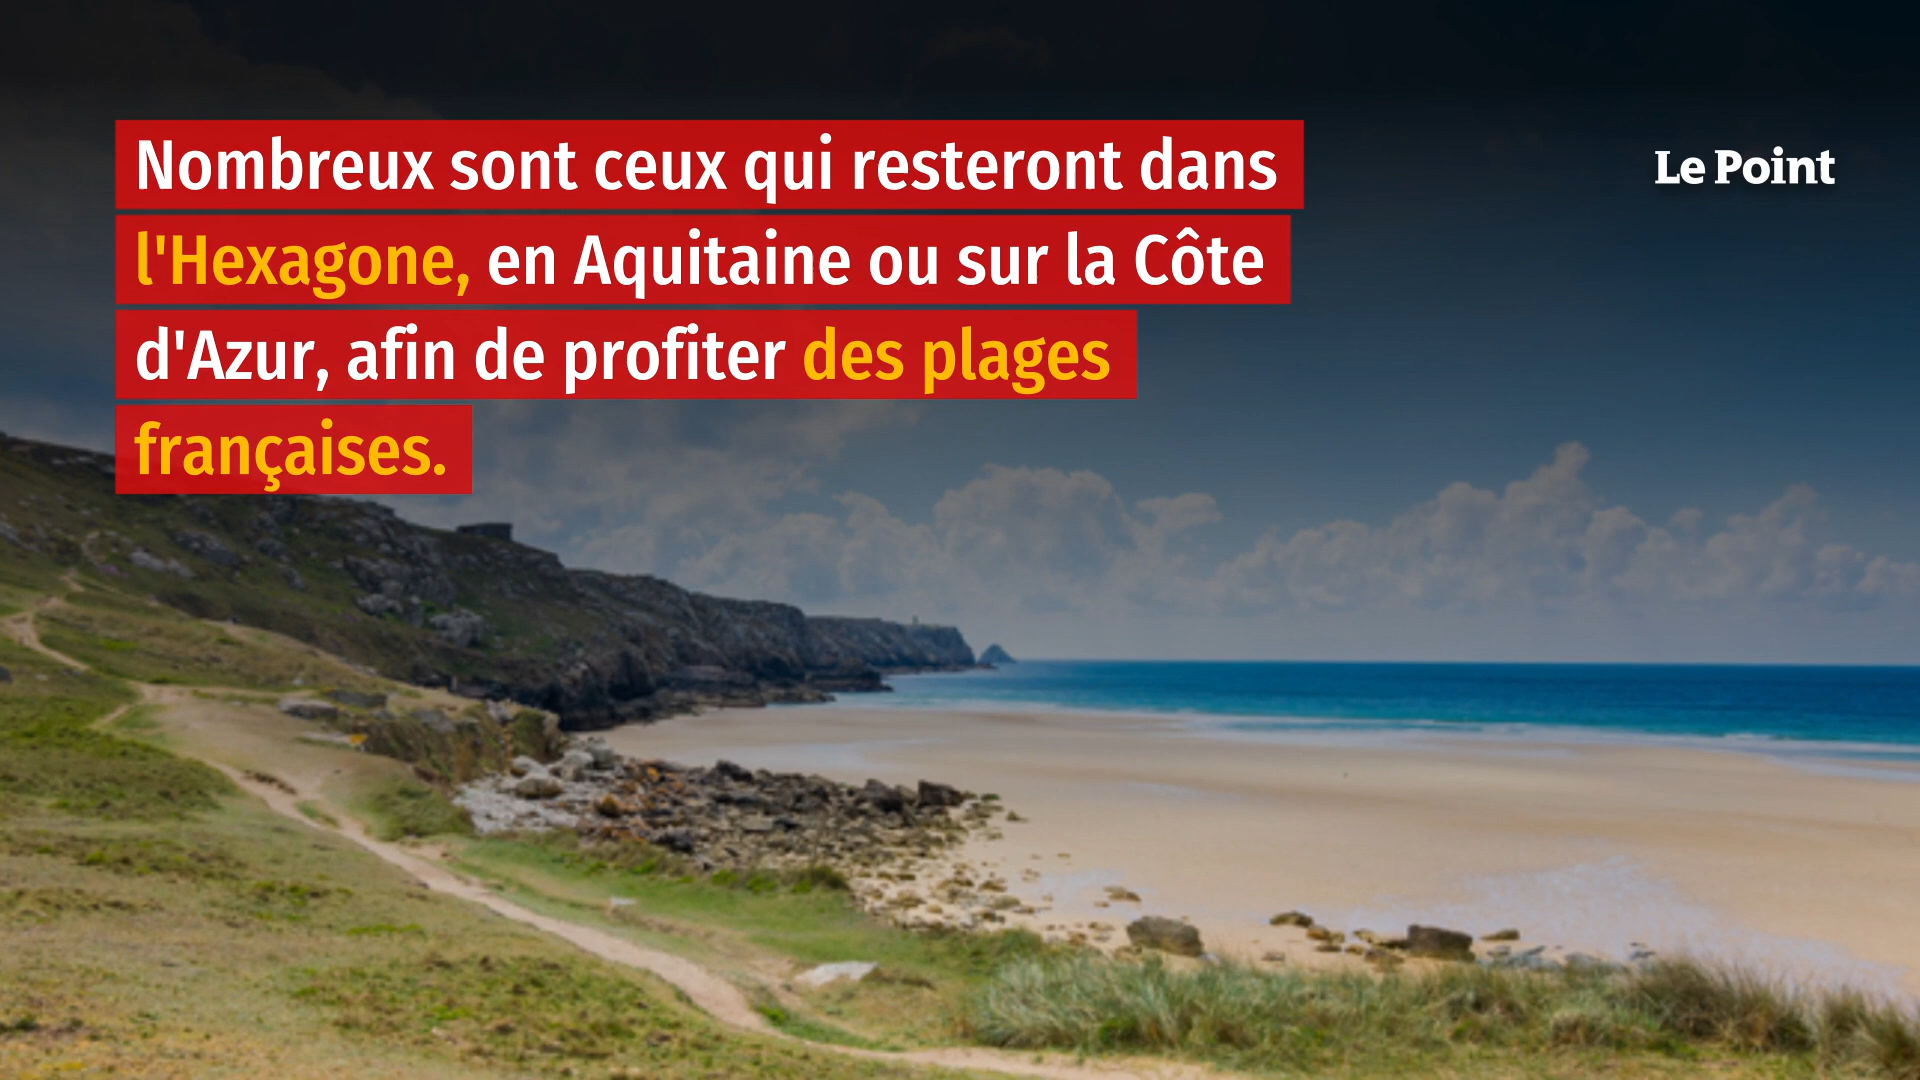 Nombreux sont ceux qui resteront dans
l'Hexagone, en Aquitaine ou sur la Côte
d'Azur, afin de profiter des plages
françaises.
Le Point